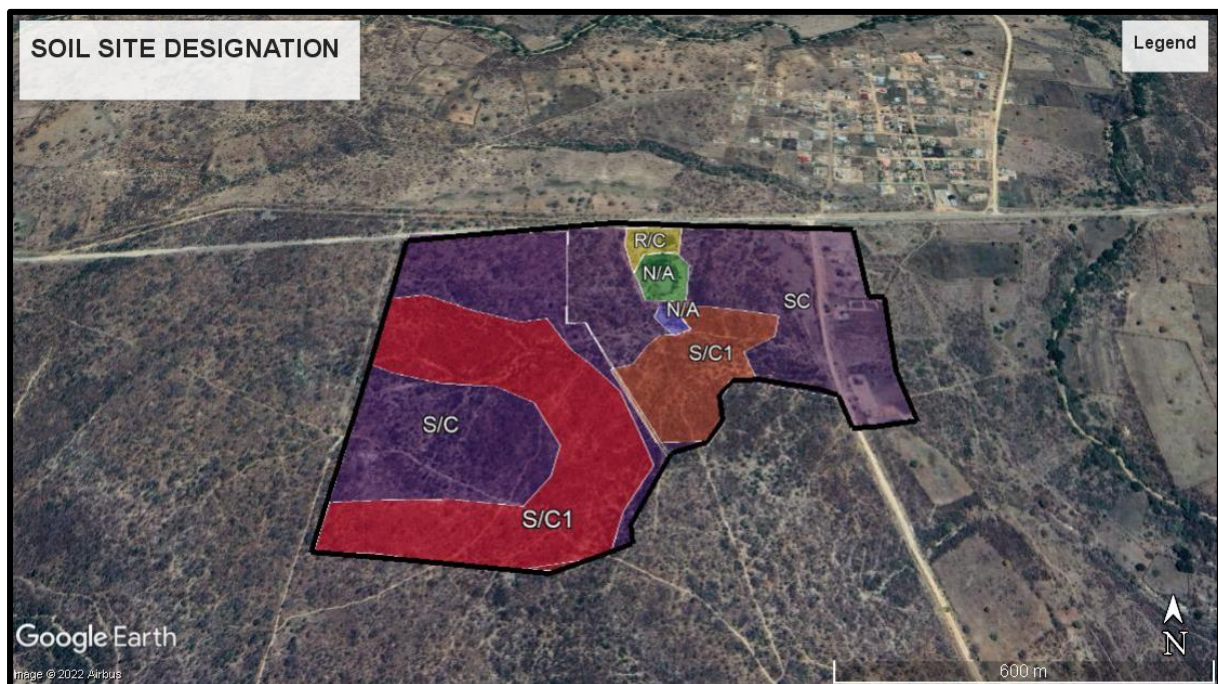 SOIL SITE DESIGNATION
Legend
R/C
N/A
N/A
SC
S/C1
S/C
S/C1
Google Earth
N
600 m
Image © 2022 Airbus